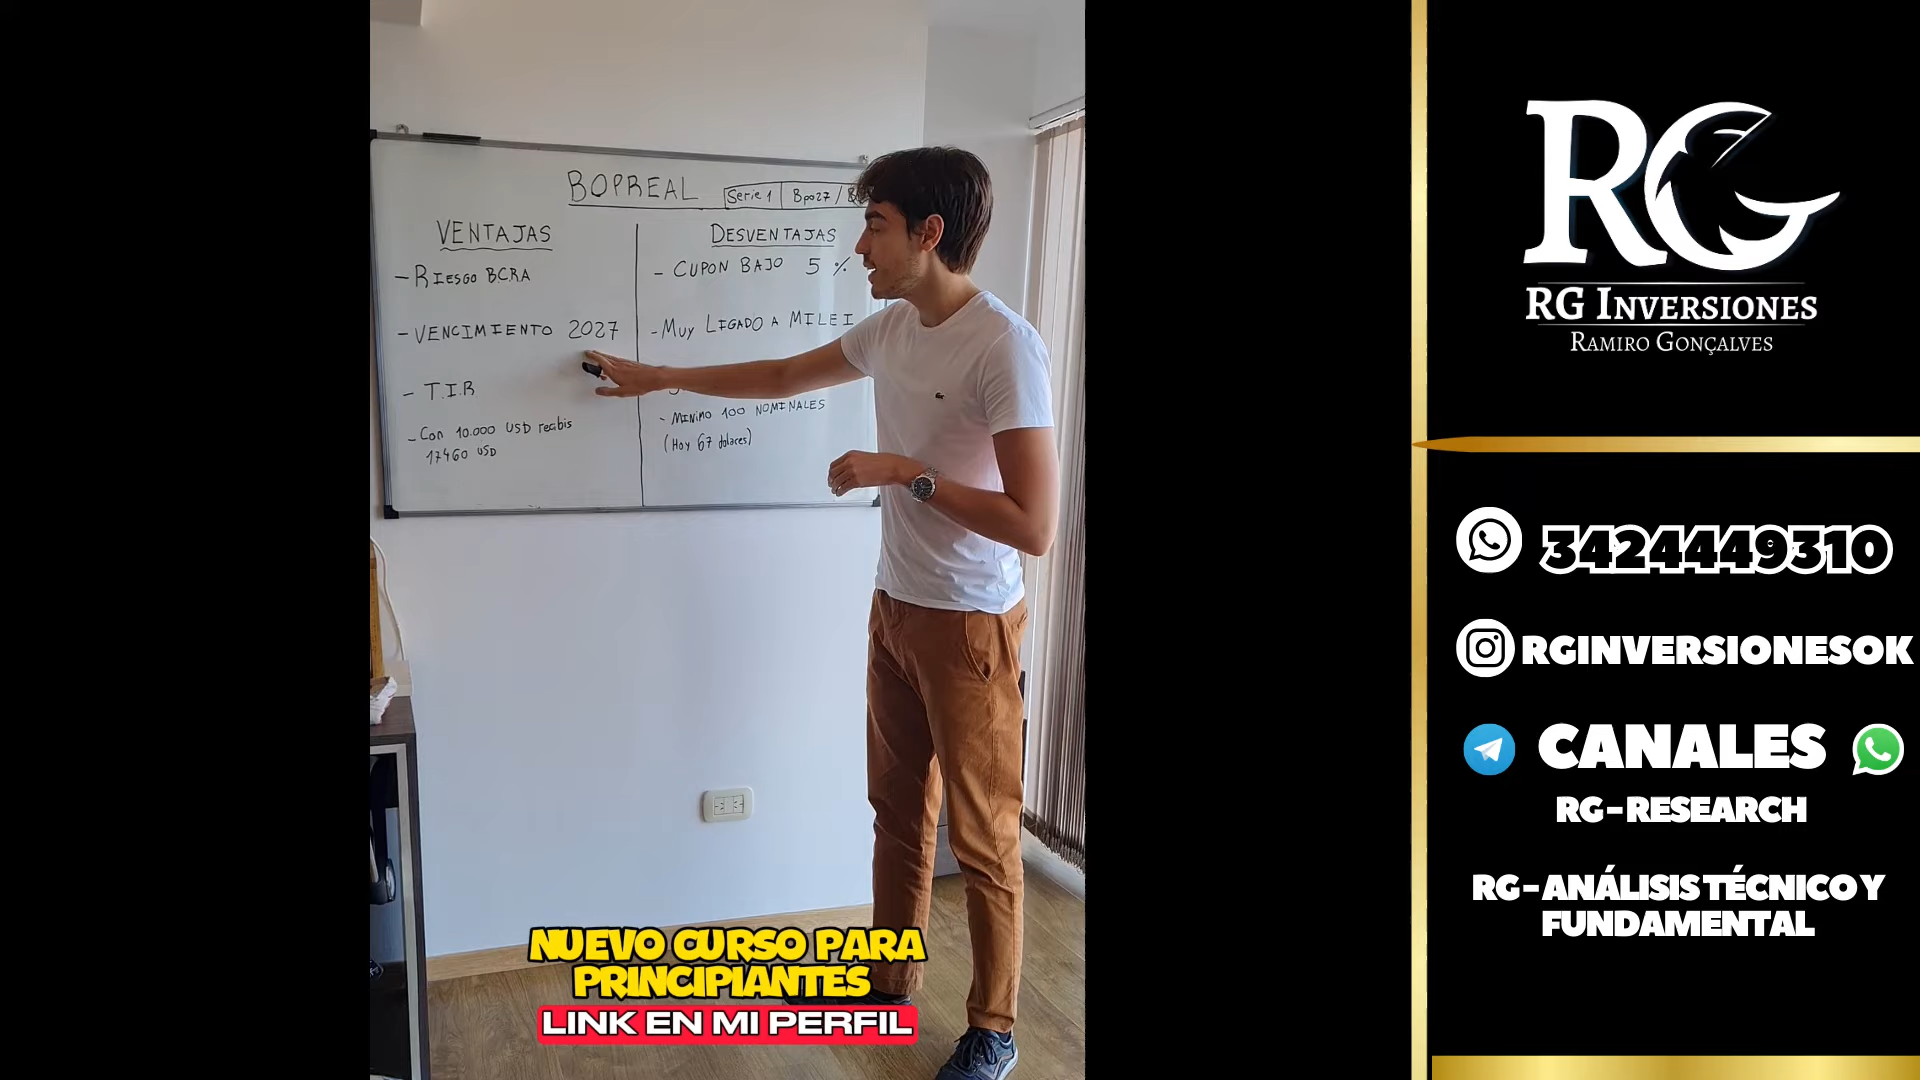 BOPREAL
Serie 1 | Bpo27 /
VENTAJAS
- RIESGO BCRA
- VENCIMIENTO 2027
- T.I.R
- Con 10.000 USD recibis
17460 USD
DESVENTAJAS
- CUPON BAJO 5 %
- MUY LIGADO A MILEI
- MINIMO 100 NOMINALES
(Hoy 67 dolares)
NUEVO CURSO PARA
PRINCIPIANTES
LINK EN MI PERFIL
RG
RG INVERSIONES
RAMIRO GONÇALVES
3424449310
RGINVERSIONESOK
CANALES
RG-RESEARCH
RG-ANÁLISIS TÉCNICO Y
FUNDAMENTAL